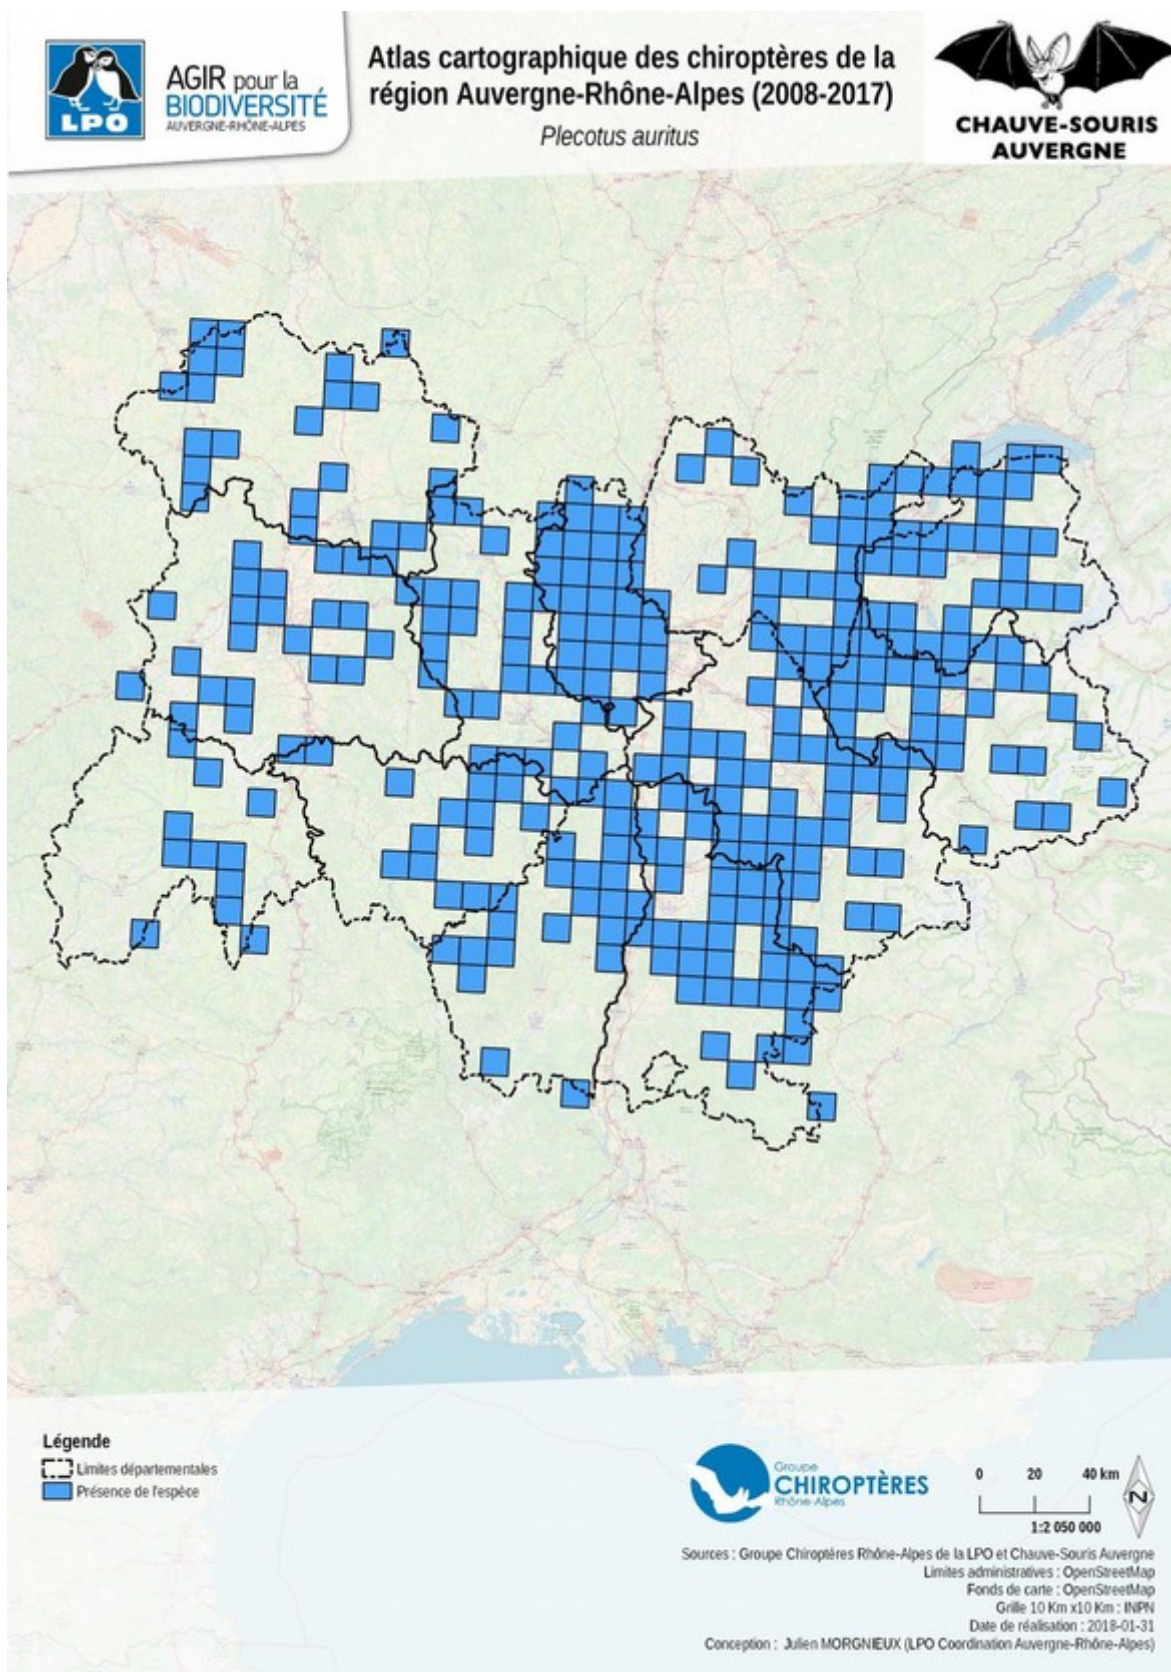 LPO
AGIR pour la
BIODIVERSITÉ
AUVERGNE-RHÔNE-ALPES
Atlas cartographique des chiroptères de la
région Auvergne-Rhône-Alpes (2008-2017)
Plecotus auritus
CHAUVE-SOURIS
AUVERGNE
Légende
Limites départementales
Présence de l'espèce
Groupe
CHIROPTÈRES
Rhône-Alpes
0 20 40 km
1:2 050 000
N
Sources : Groupe Chiroptères Rhône-Alpes de la LPO et Chauve-Souris Auvergne
Limites administratives : OpenStreetMap
Fonds de carte : OpenStreetMap
Grille 10 Km x10 Km : INPN
Date de réalisation : 2018-01-31
Conception : Julien MORGNIEUX (LPO Coordination Auvergne-Rhône-Alpes)